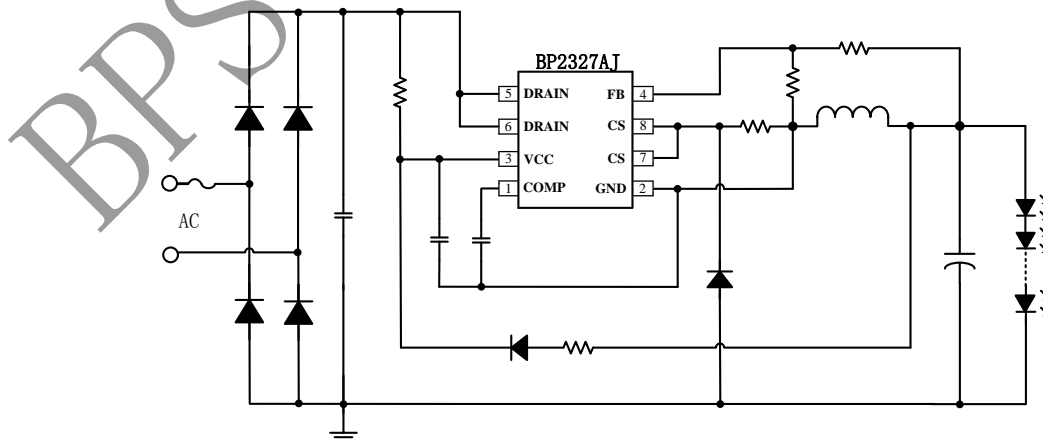 BPS
BP2327AJ
5 DRAIN FB 4
6 DRAIN CS 8
3 VCC CS 7
1 COMP GND 2
AC